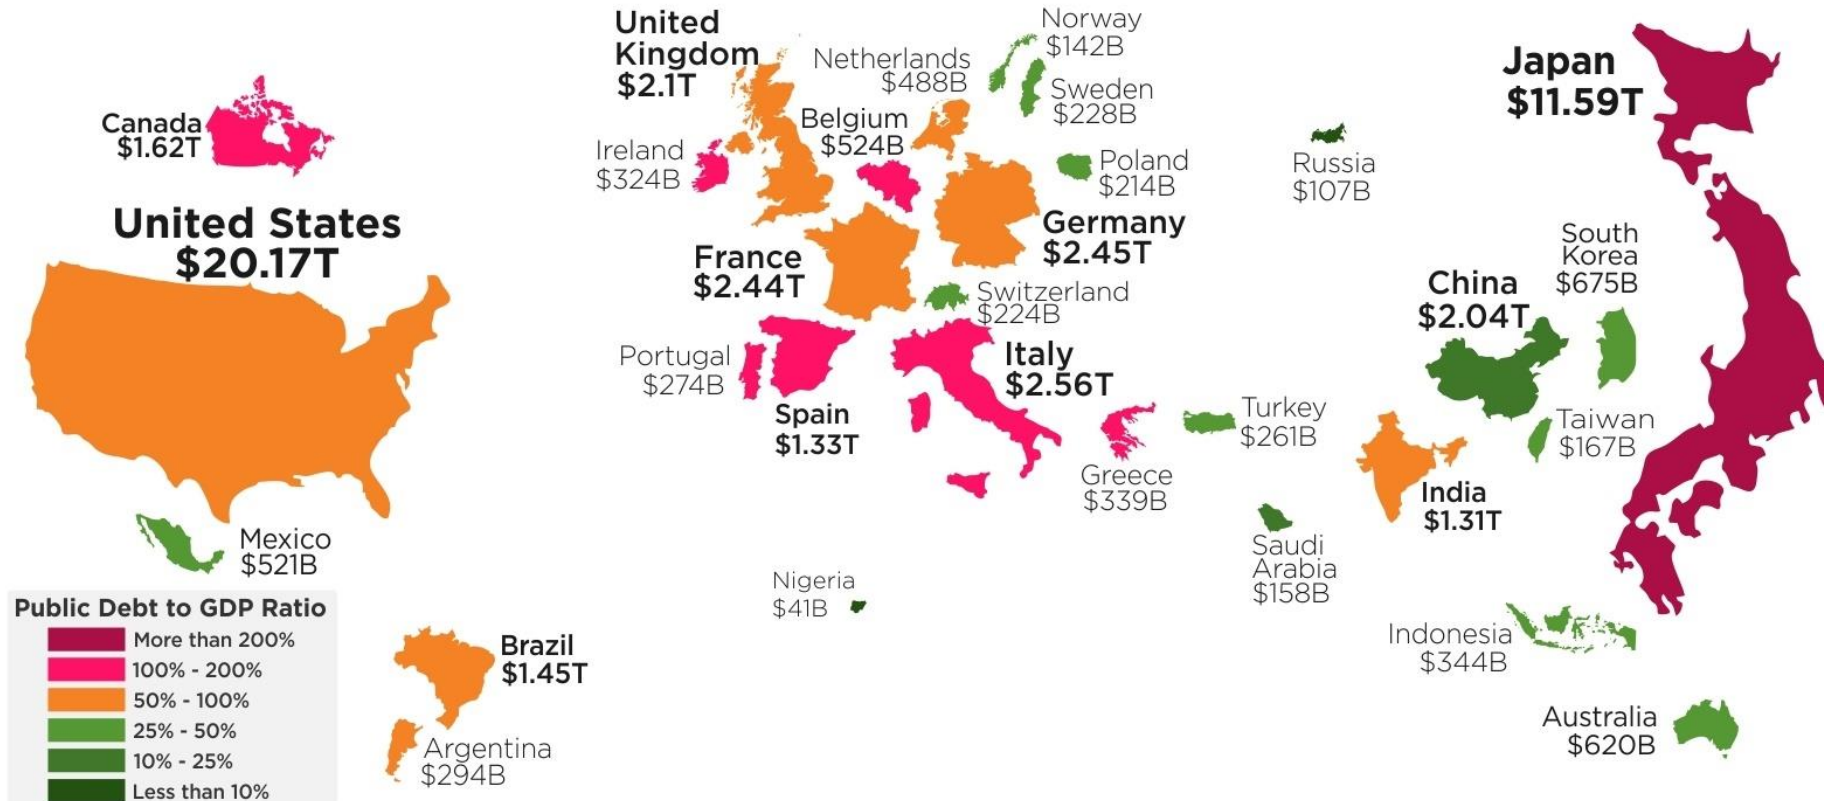 Canada
$1.62T
United States
$20.17T
Mexico
$521B
Public Debt to GDP Ratio
More than 200%
100% - 200%
50% - 100%
25% - 50%
10% - 25%
Less than 10%
Brazil
$1.45T
Argentina
$294B
United
Kingdom
$2.1T
Ireland
$324B
Netherlands
$488B
Belgium
$524B
Norway
$142B
Sweden
$228B
Poland
$214B
Germany
$2.45T
France
$2.44T
Switzerland
$224B
Portugal
$274B
Spain
$1.33T
Italy
$2.56T
Greece
$339B
Turkey
$261B
Nigeria
$41B
Saudi
Arabia
$158B
Russia
$107B
Japan
$11.59T
South
Korea
$675B
China
$2.04T
Taiwan
$167B
India
$1.31T
Indonesia
$344B
Australia
$620B